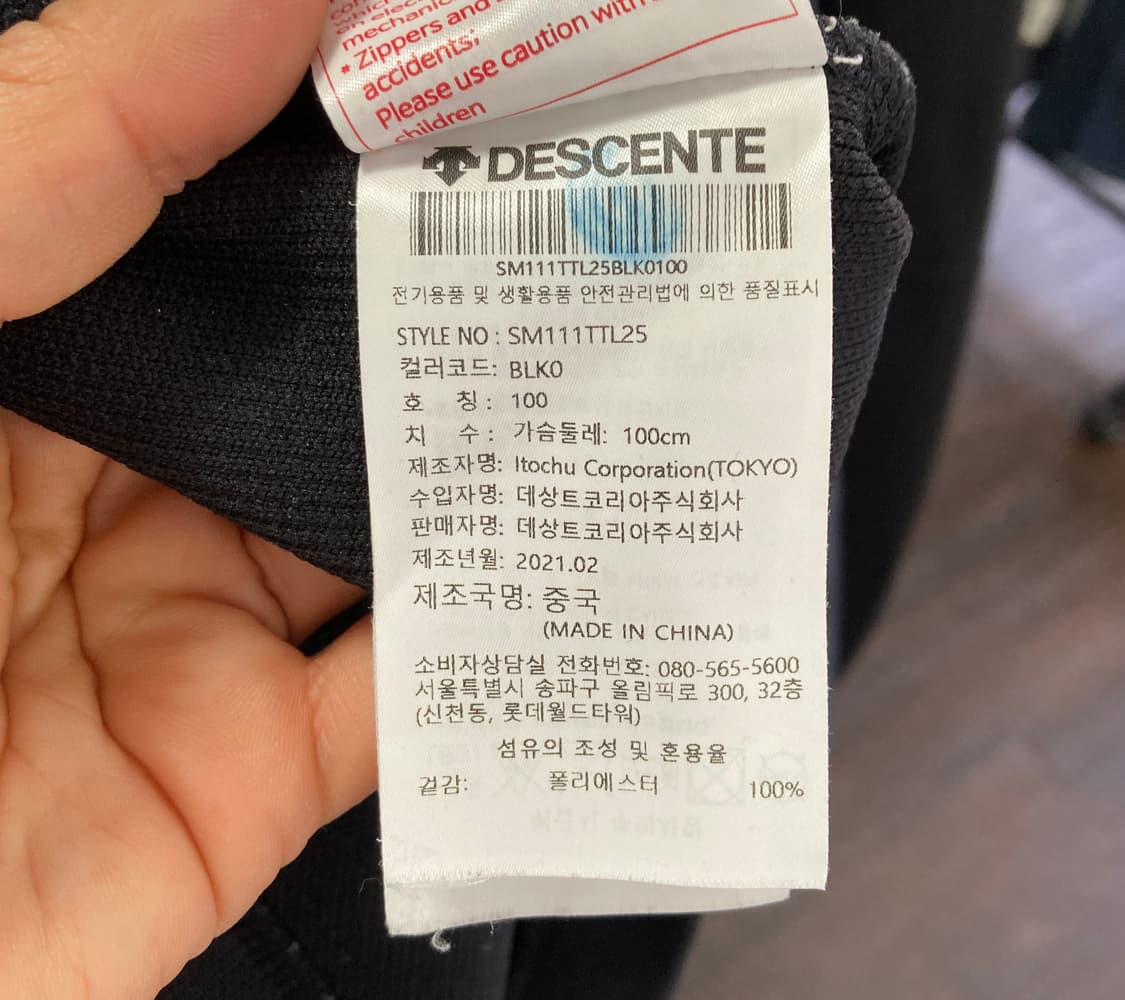 mechanic
* Zippers and
accidents;
Please use caution with
children
DESCENTE
SM111TTL25BLK0100
전기용품 및 생활용품 안전관리법에 의한 품질표시
STYLE NO : SM111TTL25
컬러코드: BLK0
호 칭 : 100
치 수 : 가슴둘레: 100cm
제조자명: Itochu Corporation(TOKYO)
수입자명: 데상트코리아주식회사
판매자명: 데상트코리아주식회사
제조년월: 2021.02
제조국명: 중국
(MADE IN CHINA)
소비자상담실 전화번호: 080-565-5600
서울특별시 송파구 올림픽로 300, 32층
(신천동, 롯데월드타워)
섬유의 조성 및 혼용율
겉감: 폴리에스터 100%